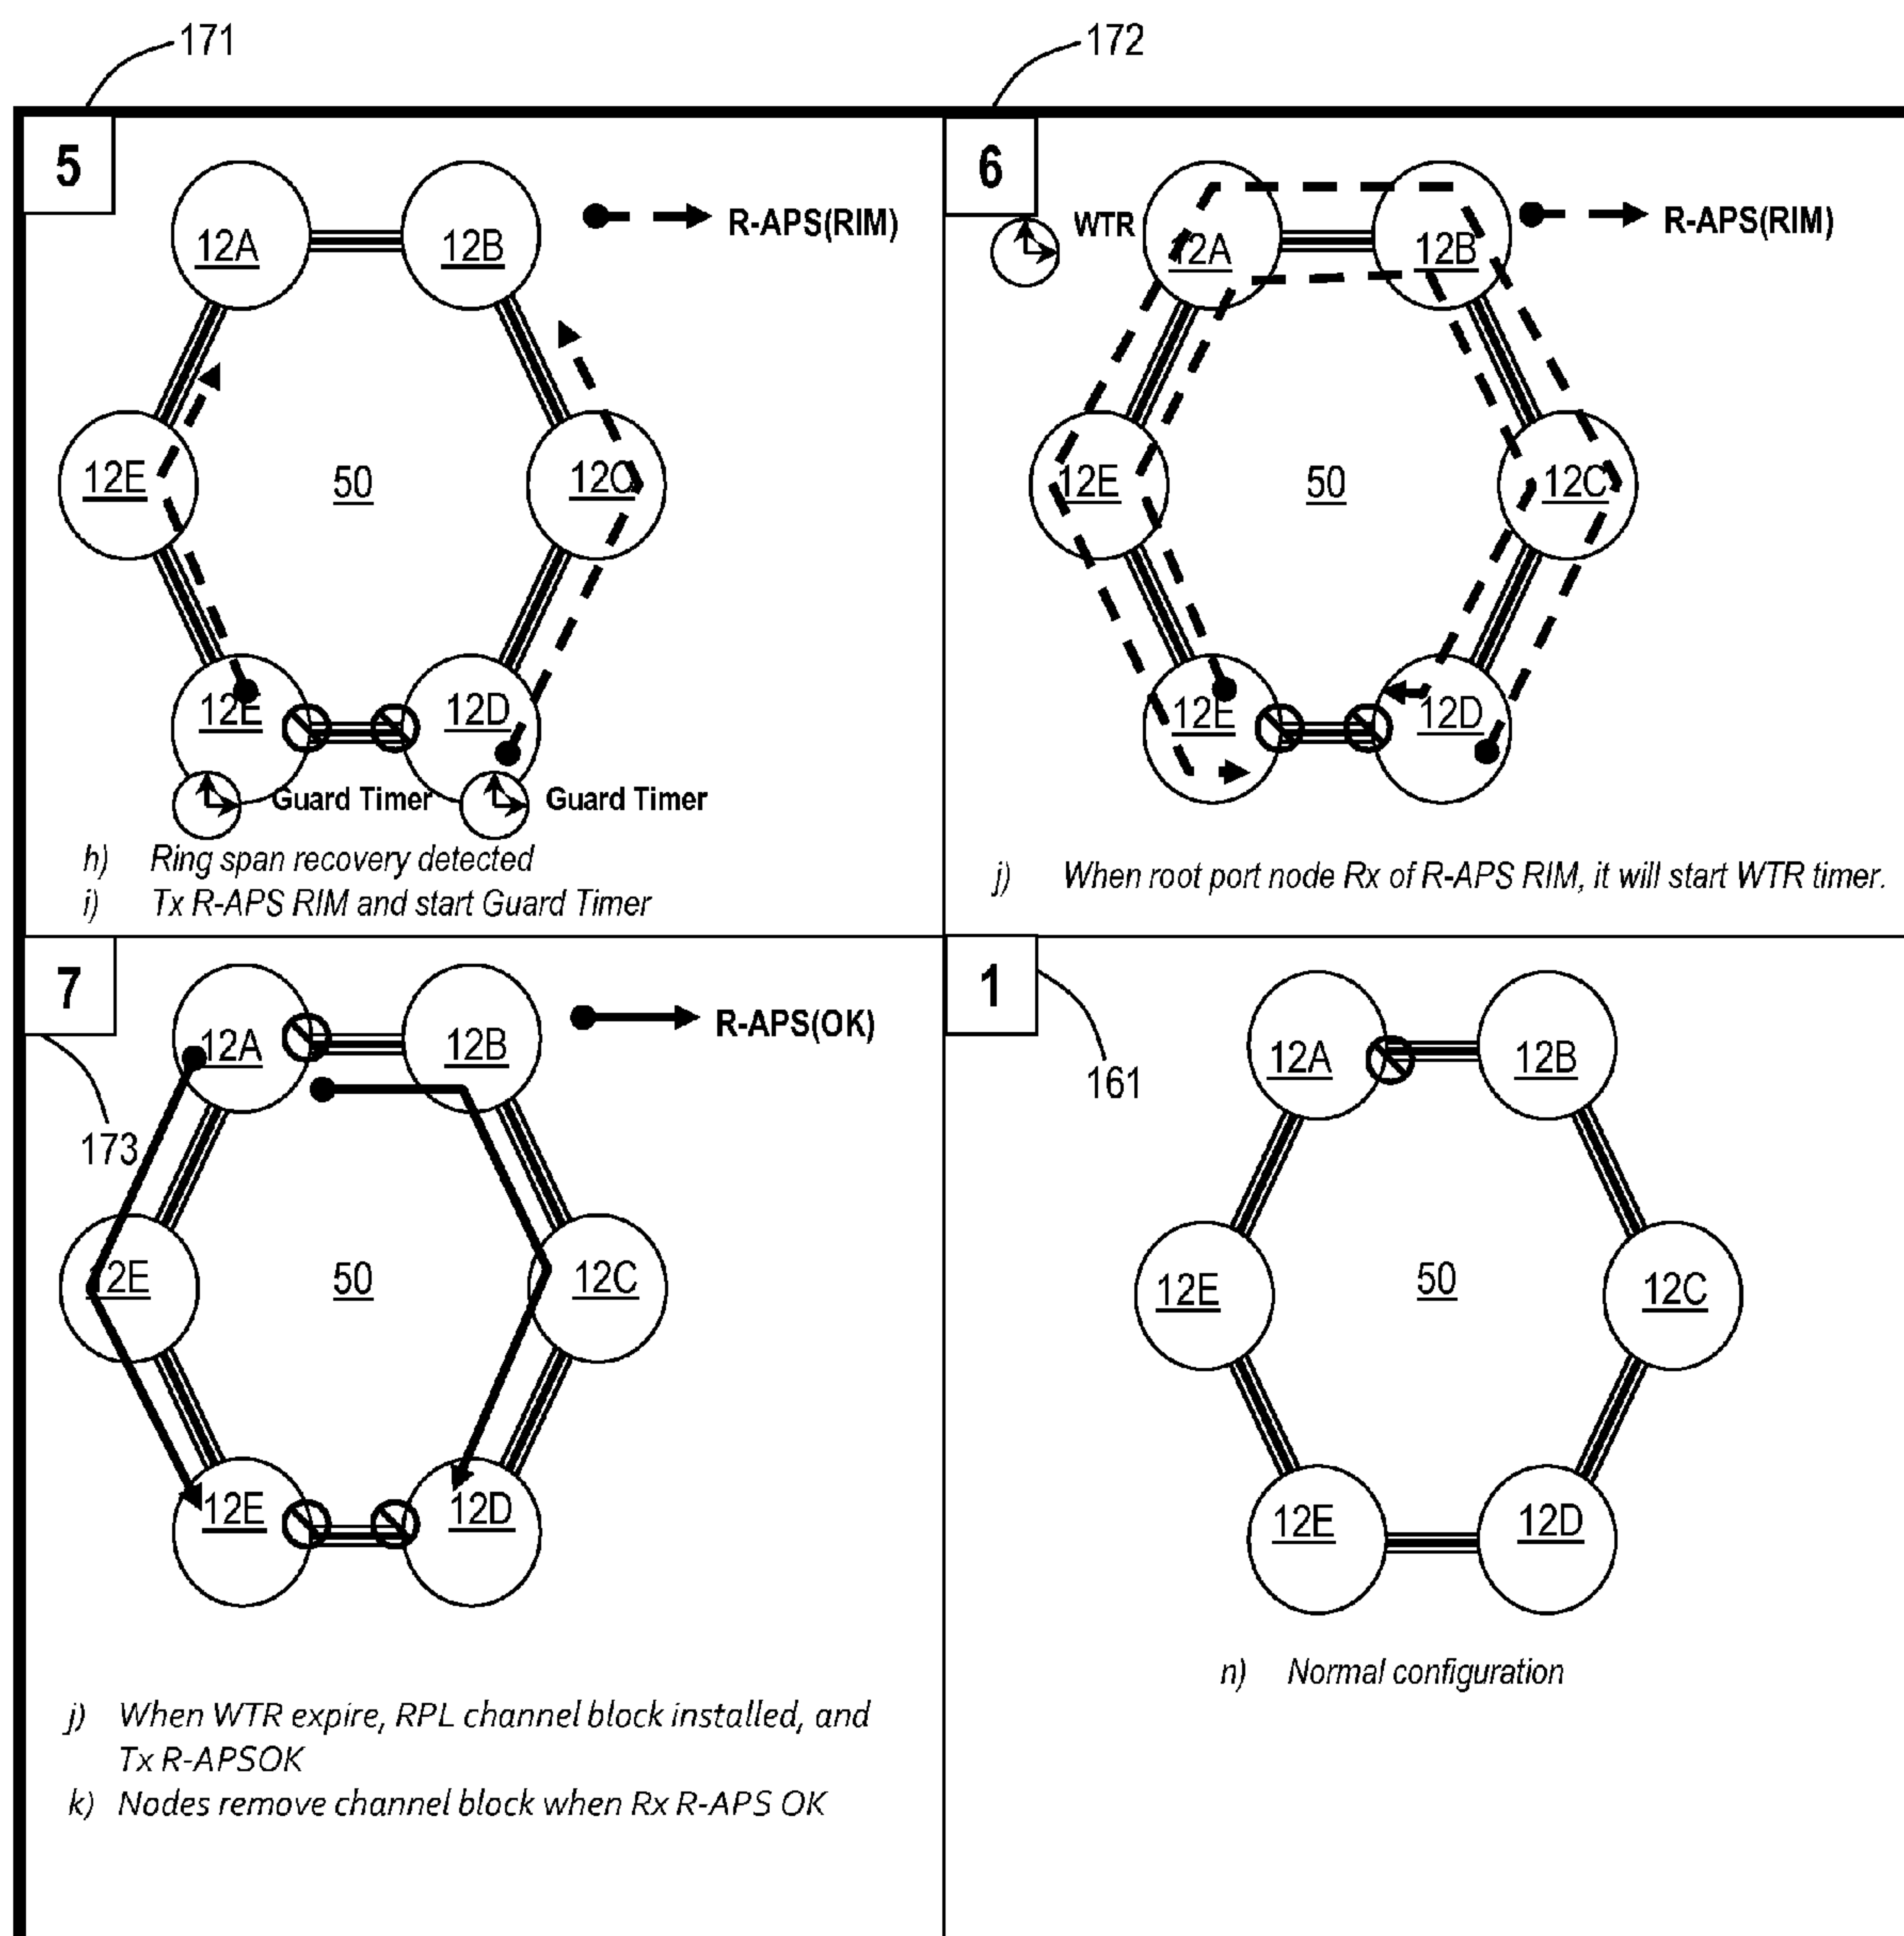 171
172
5
12A
12B
R-APS(RIM)
12E
50
12C
12E
12D
Guard Timer
Guard Timer
h) Ring span recovery detected
i) Tx R-APS RIM and start Guard Timer
6
WTR
12A
12B
R-APS(RIM)
12E
50
12C
12E
12D
j) When root port node Rx of R-APS RIM, it will start WTR timer.
7
12A
12B
R-APS(OK)
173
12E
50
12C
12E
12D
j) When WTR expire, RPL channel block installed, and
Tx R-APSOK
k) Nodes remove channel block when Rx R-APS OK
1
161
12A
12B
12E
50
12C
12E
12D
n) Normal configuration